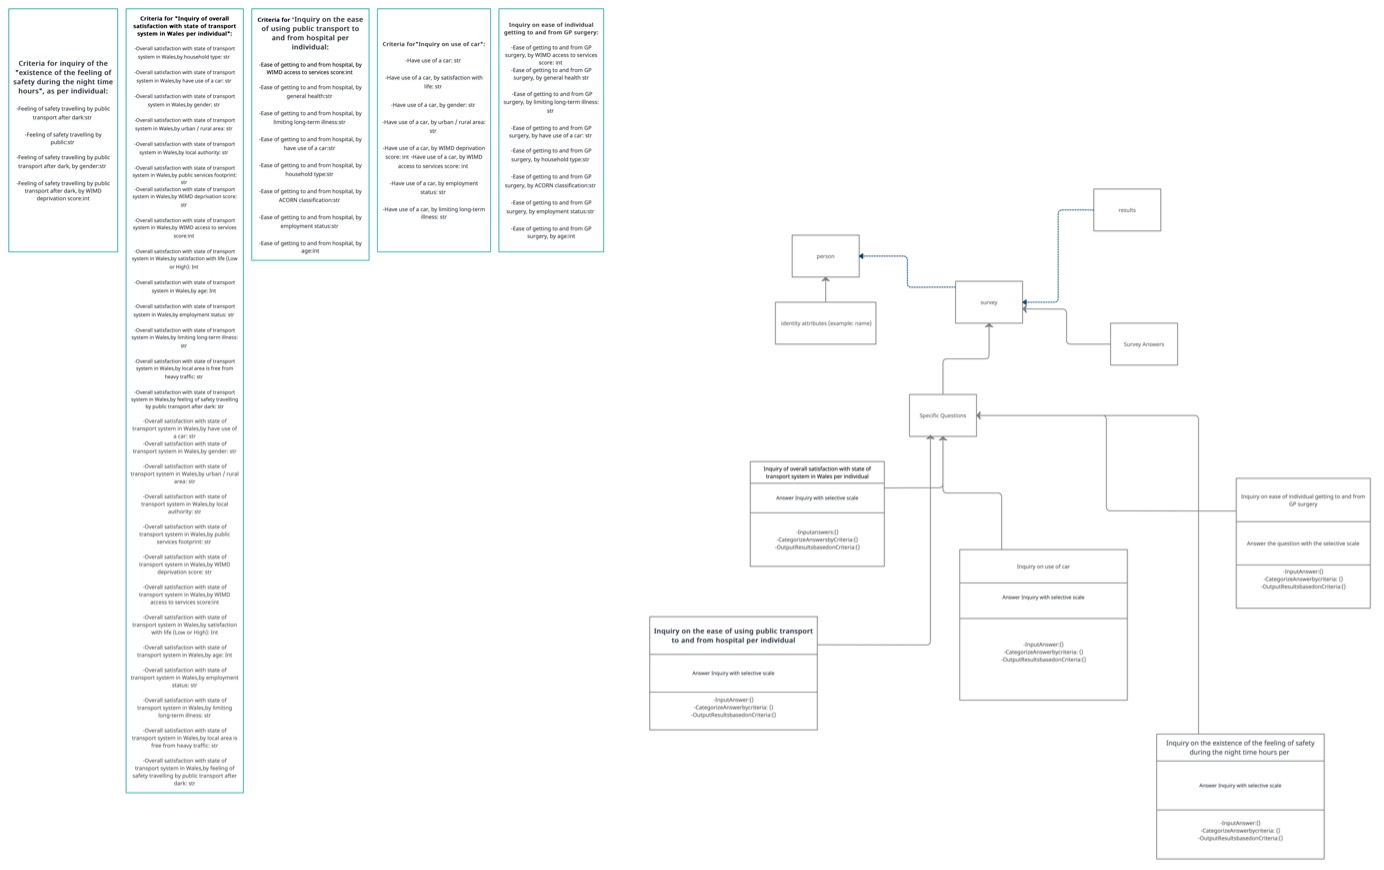 Criteria for inquiry of the
"existence of the feeling of
safety during the night time
hours", as per individual:
-Feeling of safety travelling by public
transport after dark:str
-Feeling of safety travelling by
public:str
-Feeling of safety travelling by public
transport after dark, by gender:str
-Feeling of safety travelling by public
transport after dark, by WIMD
deprivation score:int
Criteria for "Inquiry of overall
satisfaction with state of transport
system in Wales per individual":
-Overall satisfaction with state of transport
system in Wales,by household type: str
-Overall satisfaction with state of transport
system in Wales,by have use of a car: str
-Overall satisfaction with state of transport
system in Wales,by gender: str
-Overall satisfaction with state of transport
system in Wales,by urban / rural area: str
-Overall satisfaction with state of transport
system in Wales,by local authority: str
-Overall satisfaction with state of transport
system in Wales,by public services footprint:
str
-Overall satisfaction with state of transport
system in Wales,by WIMD deprivation score:
str
-Overall satisfaction with state of transport
system in Wales,by WIMD access to services
score:int
-Overall satisfaction with state of transport
system in Wales,by satisfaction with life (Low
or High): Int
-Overall satisfaction with state of transport
system in Wales,by age: Int
-Overall satisfaction with state of transport
system in Wales,by employment status: str
-Overall satisfaction with state of transport
system in Wales,by limiting long-term illness:
str
-Overall satisfaction with state of transport
system in Wales,by local area is free from
heavy traffic: str
-Overall satisfaction with state of transport
system in Wales,by feeling of safety travelling
by public transport after dark: str
-Overall satisfaction with state of
transport system in Wales,by have use of
a car: str
-Overall satisfaction with state of
transport system in Wales,by gender: str
-Overall satisfaction with state of
transport system in Wales,by urban / rural
area: str
-Overall satisfaction with state of
transport system in Wales,by local
authority: str
-Overall satisfaction with state of
transport system in Wales,by public
services footprint: str
-Overall satisfaction with state of
transport system in Wales,by WIMD
deprivation score: str
-Overall satisfaction with state of
transport system in Wales,by WIMD
access to services score:int
-Overall satisfaction with state of
transport system in Wales,by satisfaction
with life (Low or High): Int
-Overall satisfaction with state of
transport system in Wales,by age: Int
-Overall satisfaction with state of
transport system in Wales,by employment
status: str
-Overall satisfaction with state of
transport system in Wales,by limiting
long-term illness: str
-Overall satisfaction with state of
transport system in Wales,by local area is
free from heavy traffic: str
-Overall satisfaction with state of
transport system in Wales,by feeling of
safety travelling by public transport after
dark: str
Criteria for "Inquiry on the ease
of using public transport to
and from hospital per
individual:
-Ease of getting to and from hospital, by
WIMD access to services score:int
-Ease of getting to and from hospital, by
general health:str
-Ease of getting to and from hospital, by
limiting long-term illness:str
-Ease of getting to and from hospital, by
have use of a car:str
-Ease of getting to and from hospital, by
household type:str
-Ease of getting to and from hospital, by
ACORN classification:str
-Ease of getting to and from hospital, by
employment status:str
-Ease of getting to and from hospital, by
age:int
Criteria for"Inquiry on use of car":
-Have use of a car: str
-Have use of a car, by satisfaction with
life: str
-Have use of a car, by gender: str
-Have use of a car, by urban / rural area:
str
-Have use of a car, by WIMD deprivation
score: int -Have use of a car, by WIMD
access to services score: int
-Have use of a car, by employment
status: str
-Have use of a car, by limiting long-term
illness: str
Inquiry on ease of individual
getting to and from GP surgery:
-Ease of getting to and from GP
surgery, by WIMD access to services
score: int
-Ease of getting to and from GP
surgery, by general health str
-Ease of getting to and from GP
surgery, by limiting long-term illness:
str
-Ease of getting to and from GP
surgery, by have use of a car: str
-Ease of getting to and from GP
surgery, by household type:str
-Ease of getting to and from GP
surgery, by ACORN classification:str
-Ease of getting to and from GP
surgery, by employment status:str
-Ease of getting to and from GP
surgery, by age:int
results
person
survey
identity attributes (example: name)
Survey Answers
Specific Questions
Inquiry of overall satisfaction with state of
transport system in Wales per individual
Answer Inquiry with selective scale
-Inputanswers:()
-CategorizeAnswersbyCriteria:()
-OutputResultsbasedonCriteria:()
Inquiry on ease of individual getting to and from
GP surgery
Answer the question with the selective scale
-InputAnswer:()
-CategorizeAnswerbycriteria: ()
-OutputResultsbasedonCriteria:()
Inquiry on use of car
Answer Inquiry with selective scale
-InputAnswer:()
-CategorizeAnswerbycriteria: ()
-OutputResultsbasedonCriteria:()
Inquiry on the ease of using public transport
to and from hospital per individual
Answer Inquiry with selective scale
-InputAnswer:()
-CategorizeAnswerbycriteria: ()
-OutputResultsbasedonCriteria:()
Inquiry on the existence of the feeling of safety
during the night time hours per
Answer Inquiry with selective scale
-InputAnswer:()
-CategorizeAnswerbycriteria: ()
-OutputResultsbasedonCriteria:()